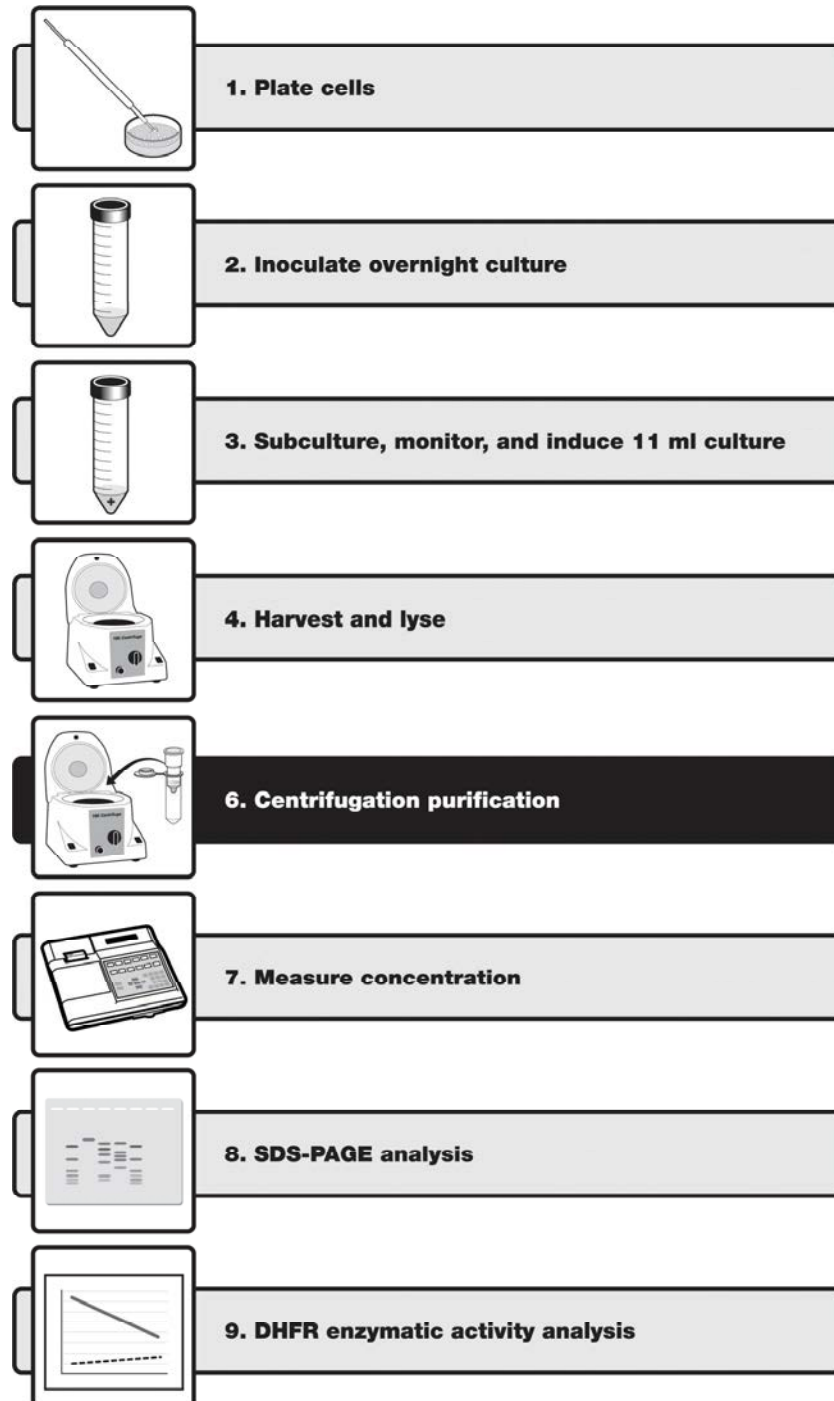 1. Plate cells
2. Inoculate overnight culture
3. Subculture, monitor, and induce 11 ml culture
4. Harvest and lyse
6. Centrifugation purification
7. Measure concentration
8. SDS-PAGE analysis
9. DHFR enzymatic activity analysis